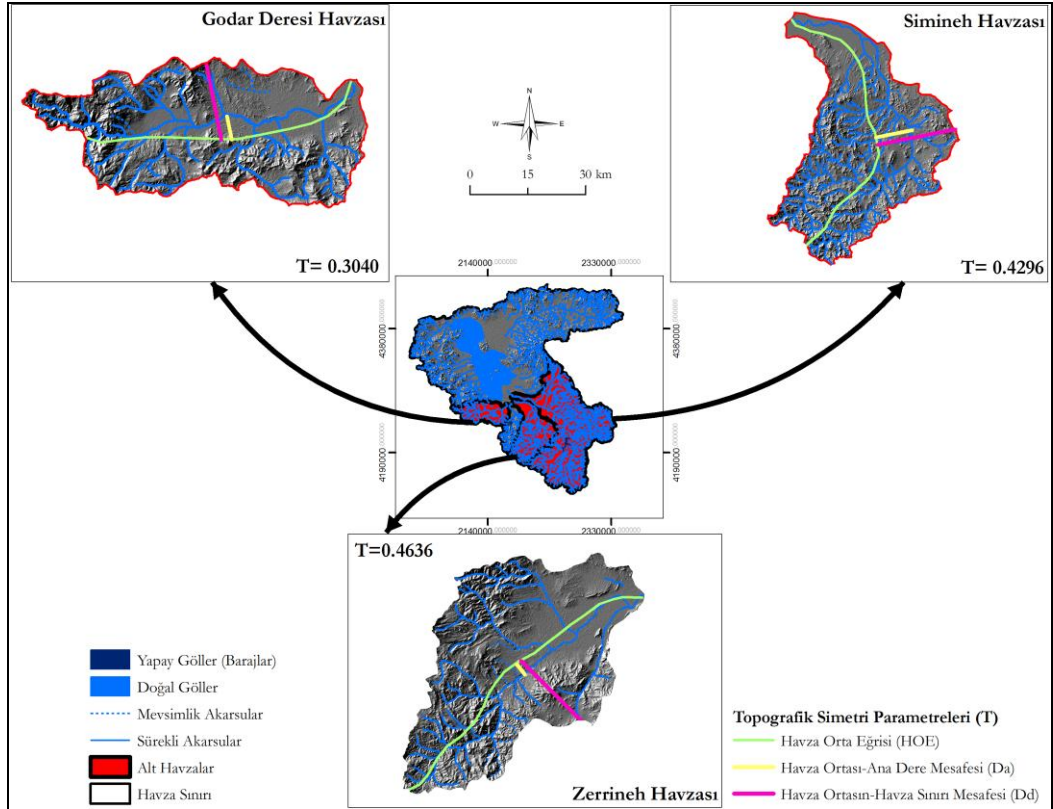 Godar Deresi Havzası
T= 0.3040
N
W E
S
0 15 30 km
Simineh Havzası
T= 0.4296
2140000,000000 2330000,000000
4380000,000000 4380000,000000
4190000,000000 4190000,000000
2140000,000000 2330000,000000
T=0.4636
Zerrineh Havzası
Yapay Göller (Barajlar)
Doğal Göller
Mevsimlik Akarsular
Sürekli Akarsular
Alt Havzalar
Havza Sınırı
Topografik Simetri Parametreleri (T)
Havza Orta Eğrisi (HOE)
Havza Ortası-Ana Dere Mesafesi (Da)
Havza Ortasın-Havza Sınırı Mesafesi (Dd)